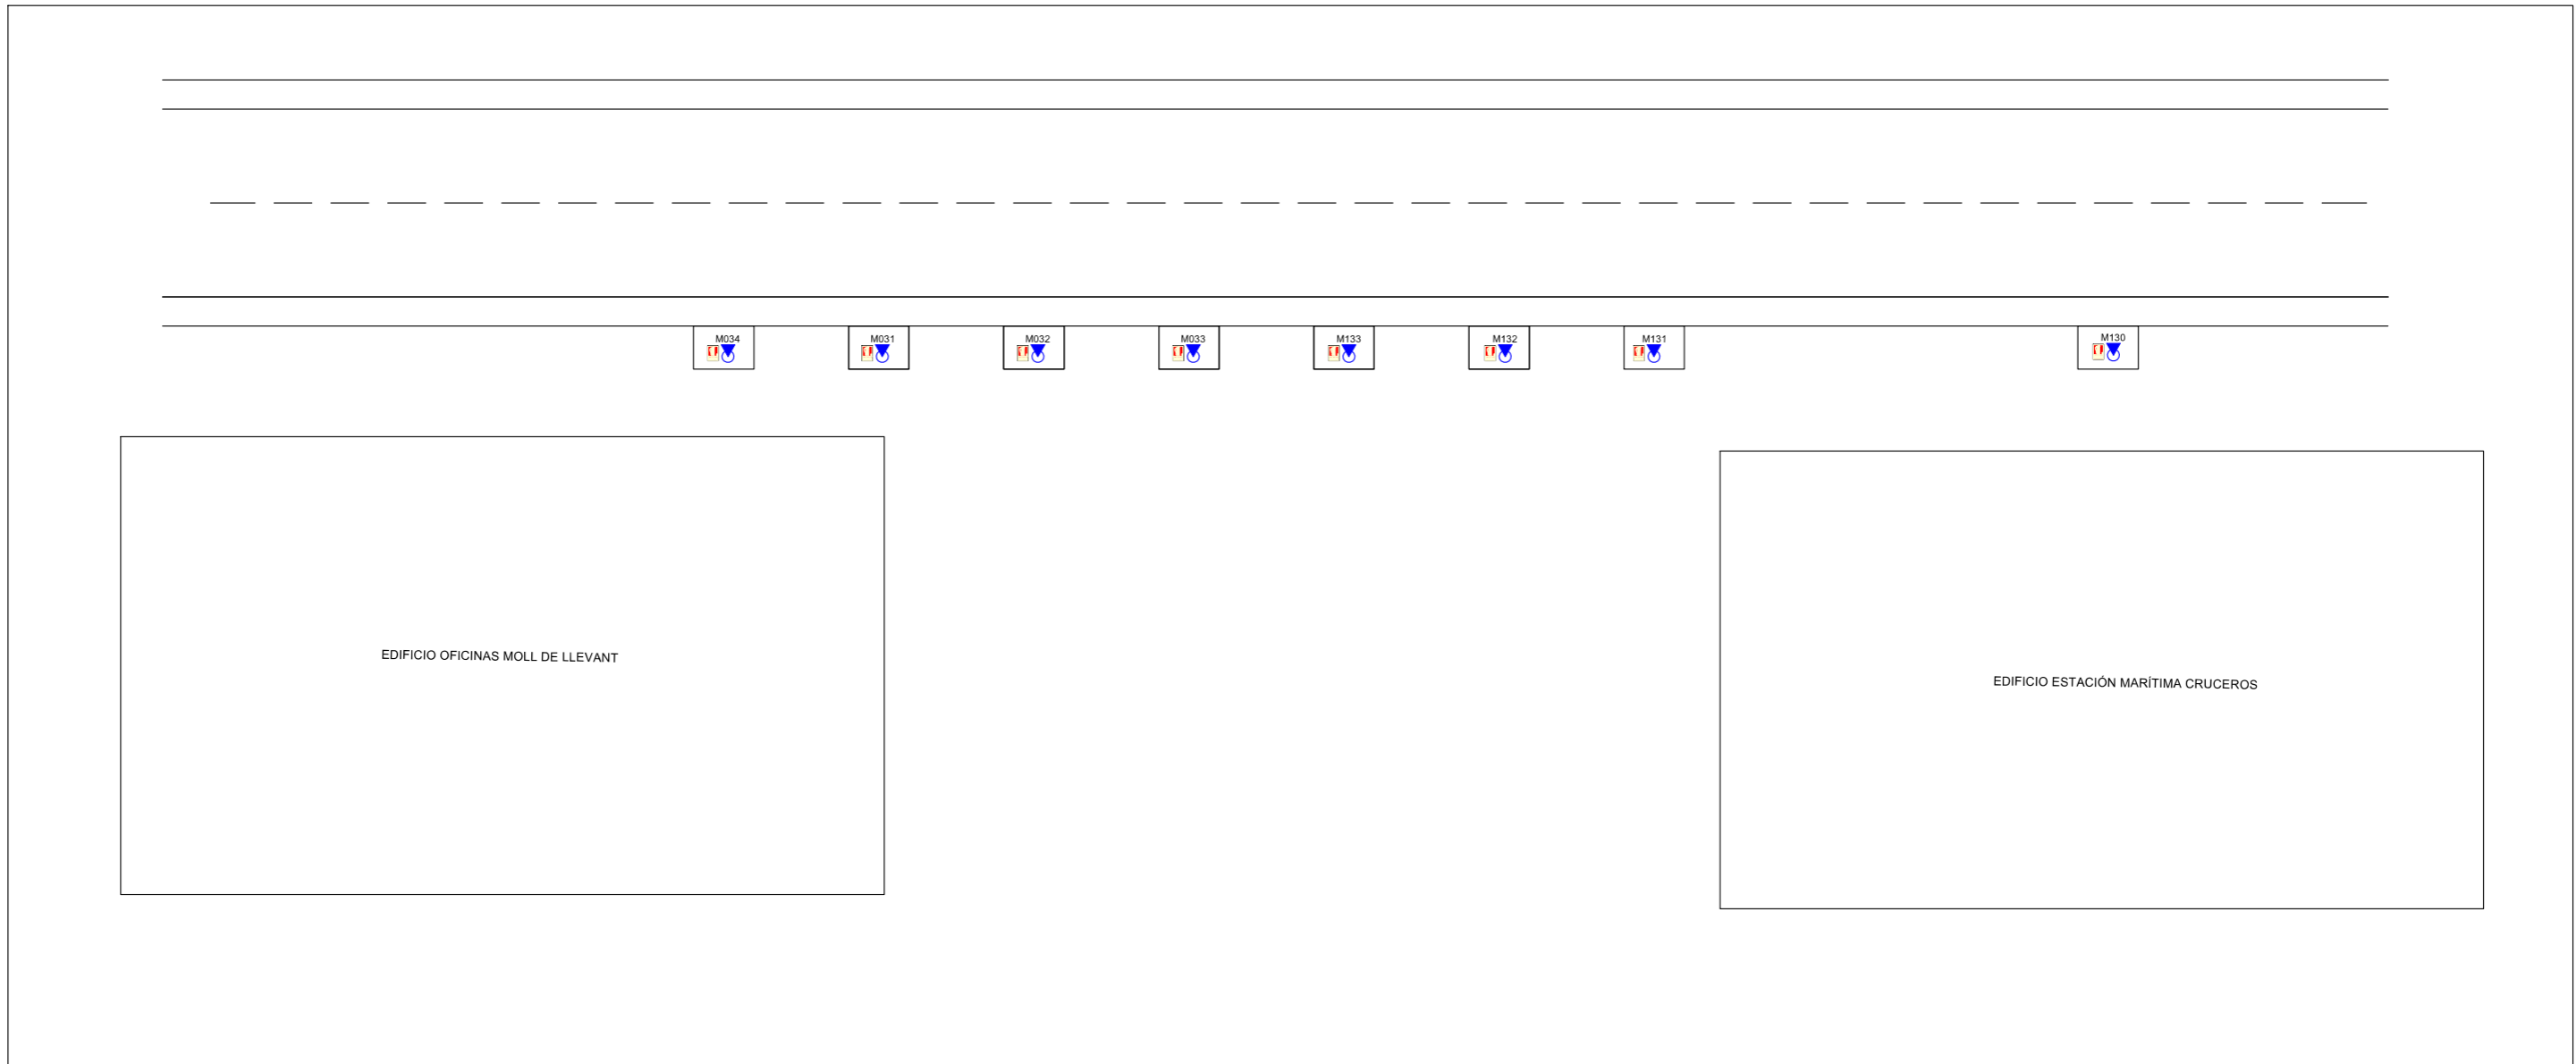 M034 M031 M032 M033 M133 M132 M131 M130
EDIFICIO OFICINAS MOLL DE LLEVANT
EDIFICIO ESTACIÓN MARÍTIMA CRUCEROS